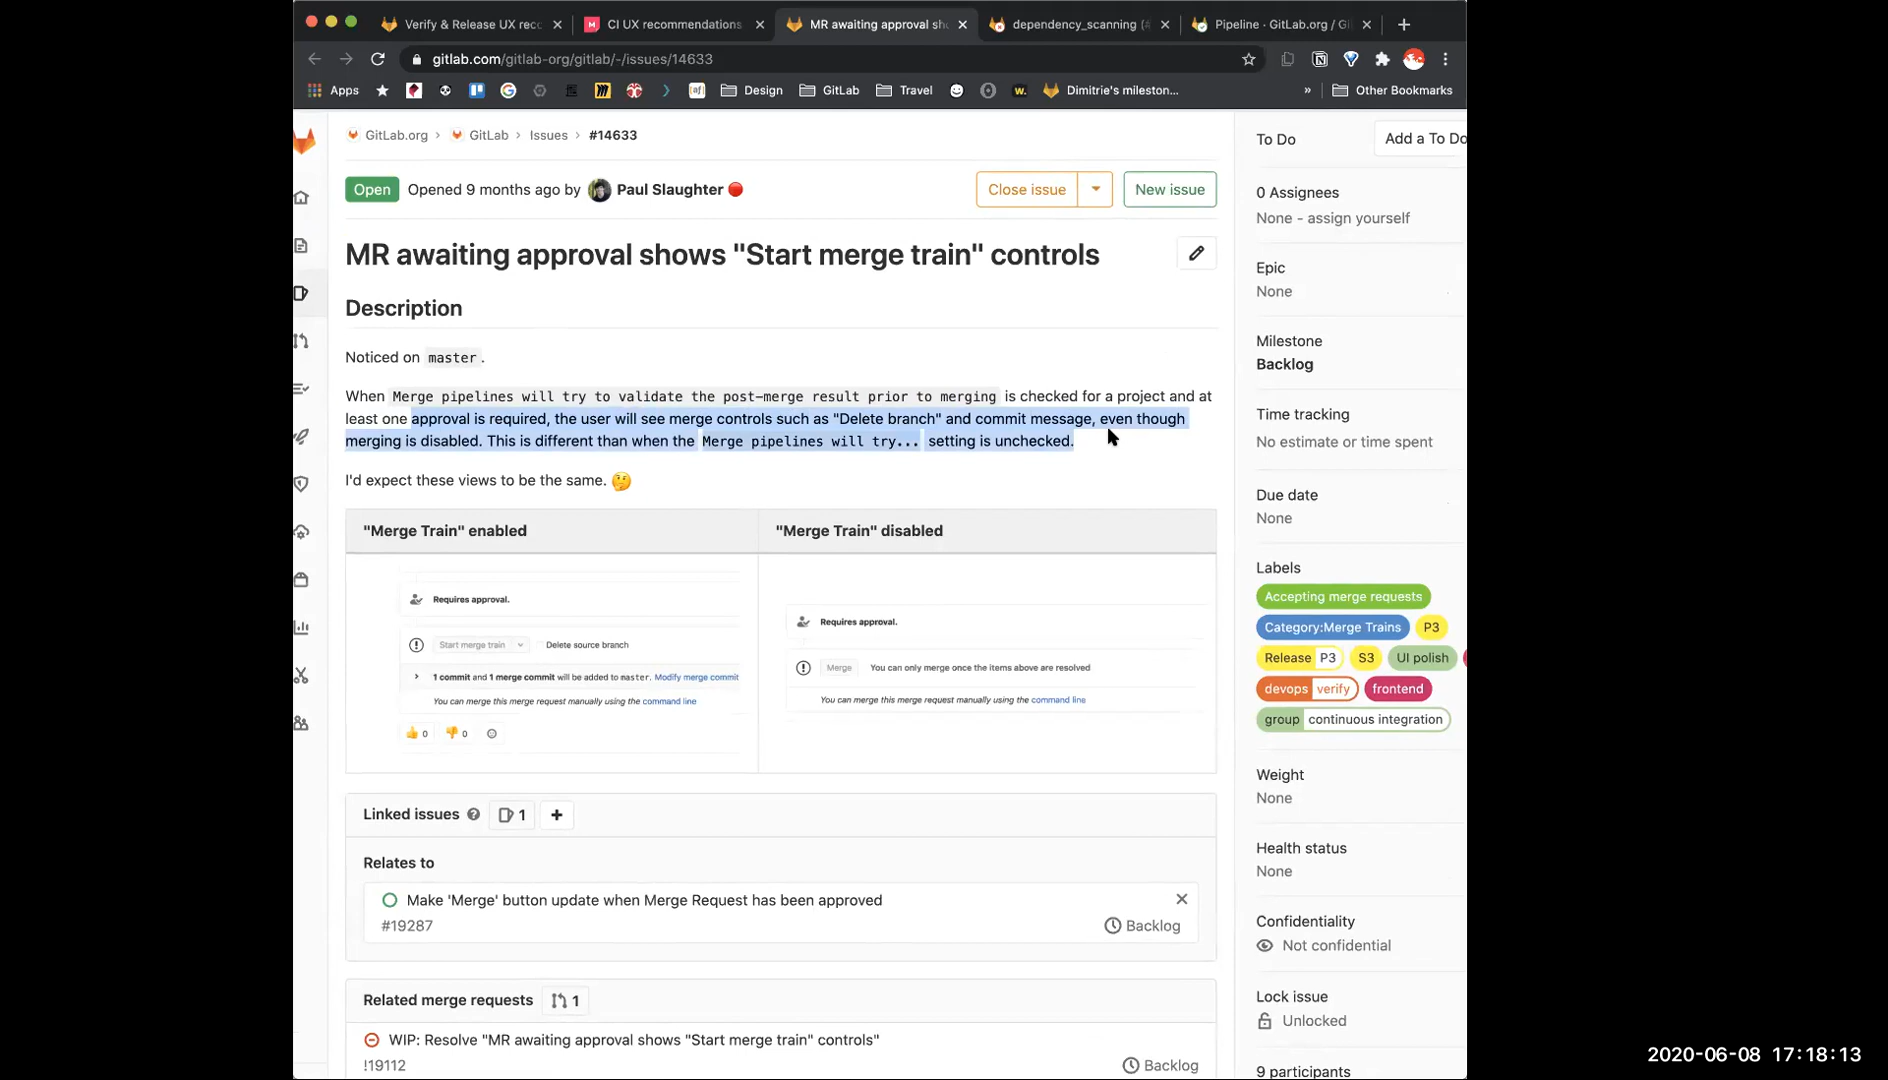 Verify & Release UX rec
CI UX recommendations
MR awaiting approval sh
dependency_scanning (
Pipeline · GitLab.org / G
gitlab.com/gitlab-org/gitlab/-/issues/14633
Apps
Design
GitLab
Travel
Dimitrie's mileston...
»
Other Bookmarks
GitLab.org › GitLab › Issues › #14633
Open Opened 9 months ago by Paul Slaughter
Close issue
New issue
MR awaiting approval shows "Start merge train" controls
Description
Noticed on master .
When Merge pipelines will try to validate the post-merge result prior to merging is checked for a project and at
least one approval is required, the user will see merge controls such as "Delete branch" and commit message, even though
merging is disabled. This is different than when the Merge pipelines will try... setting is unchecked.
I'd expect these views to be the same. 🤔
"Merge Train" enabled
"Merge Train" disabled
Requires approval.
Start merge train
Delete source branch
1 commit and 1 merge commit will be added to master. Modify merge commit
You can merge this merge request manually using the command line
👍 0 👎 0
Requires approval.
Merge You can only merge once the items above are resolved
You can merge this merge request manually using the command line
Linked issues 1 +
Relates to
Make 'Merge' button update when Merge Request has been approved
#19287
Backlog
Related merge requests 1
WIP: Resolve "MR awaiting approval shows "Start merge train" controls"
!19112
Backlog
To Do
Add a To Do
0 Assignees
None - assign yourself
Epic
None
Milestone
Backlog
Time tracking
No estimate or time spent
Due date
None
Labels
Accepting merge requests
Category:Merge Trains P3
Release P3 S3 UI polish
devops verify frontend
group continuous integration
Weight
None
Health status
None
Confidentiality
Not confidential
Lock issue
Unlocked
9 participants
2020-06-08 17:18:13